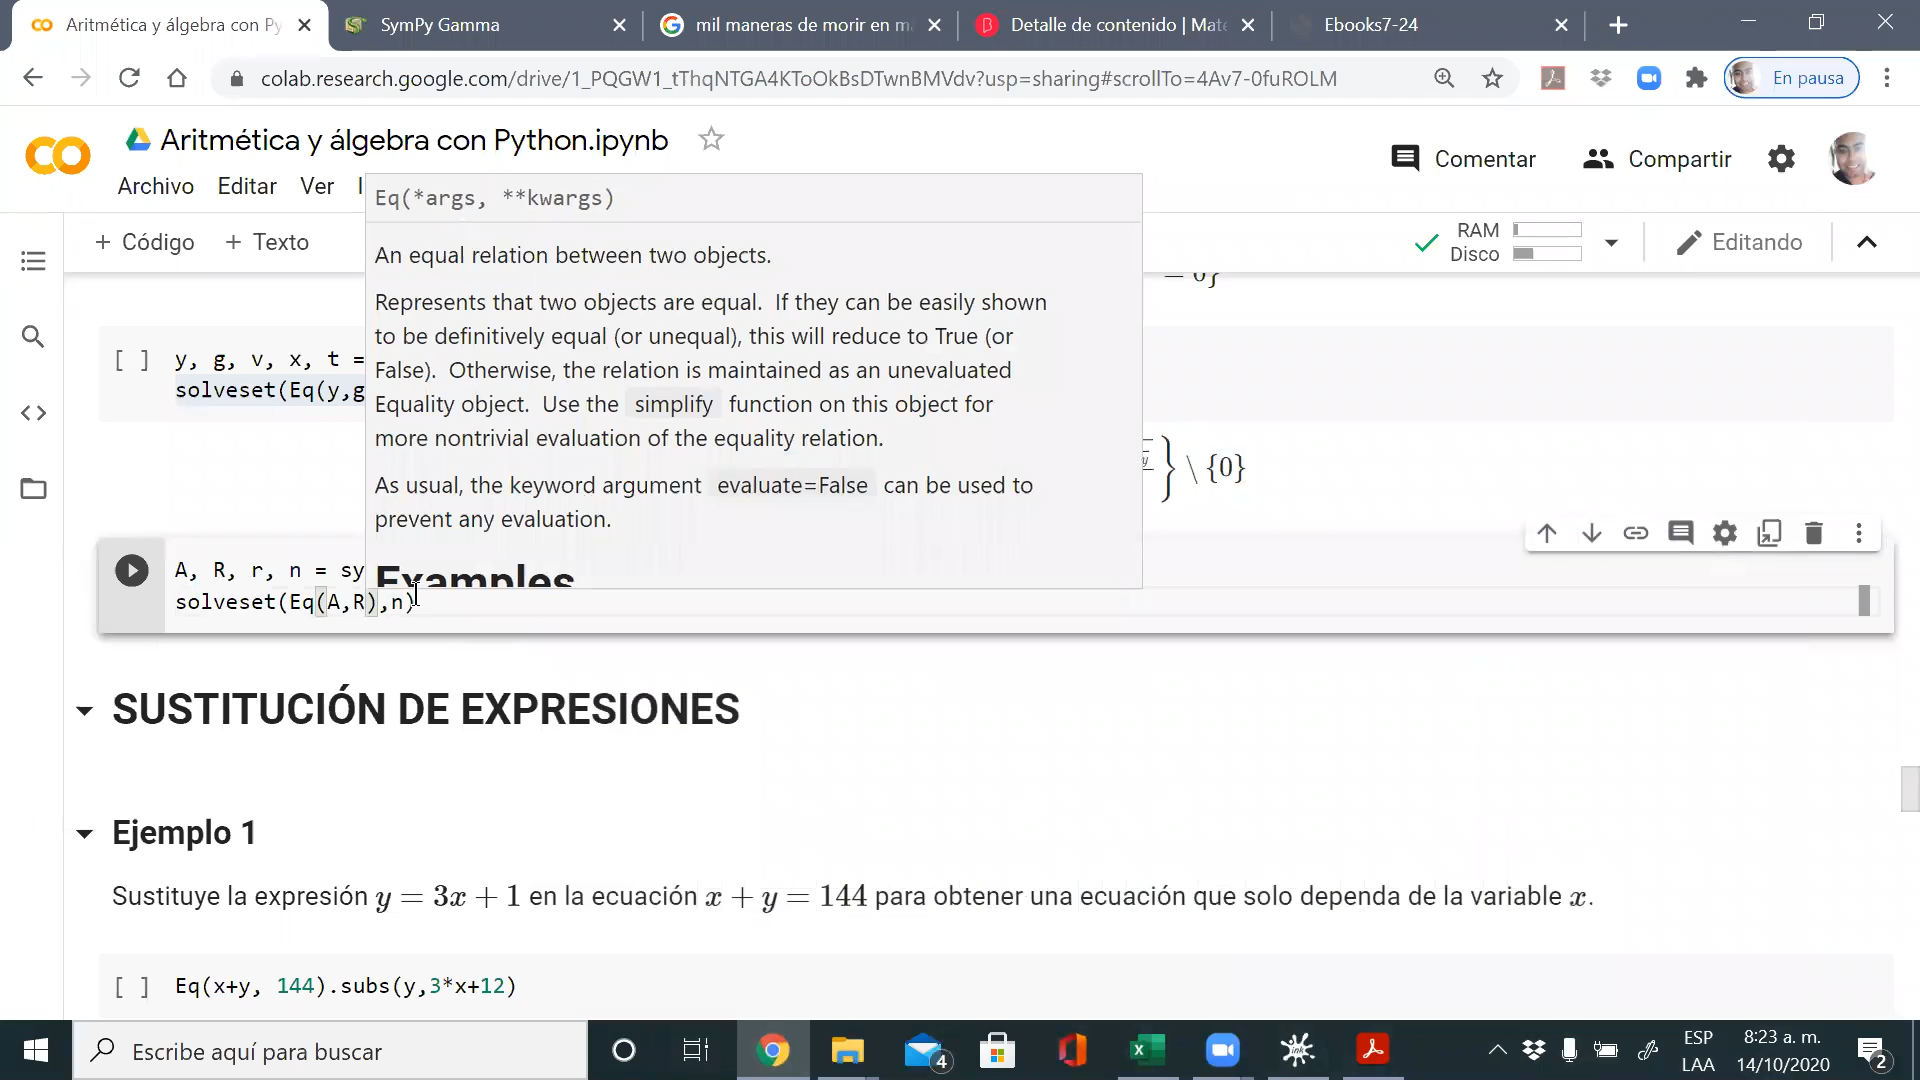 Aritmética y álgebra con Py
SymPy Gamma
mil maneras de morir en m
Detalle de contenido | Mate
Ebooks7-24
colab.research.google.com/drive/1_PQGW1_tThqNTGA4KToOkBsDTwnBMVdv?usp=sharing#scrollTo=4Av7-0fuROLM
En pausa
Aritmética y álgebra con Python.ipynb
Comentar
Compartir
Archivo Editar Ver I
+ Código + Texto
RAM
Disco
Editando
Eq(*args, **kwargs)
An equal relation between two objects.
Represents that two objects are equal. If they can be easily shown
to be definitively equal (or unequal), this will reduce to True (or
False). Otherwise, the relation is maintained as an unevaluated
Equality object. Use the simplify function on this object for
more nontrivial evaluation of the equality relation.
As usual, the keyword argument evaluate=False can be used to
prevent any evaluation.
Examples
= 0}
[ ] y, g, v, x, t =
solveset(Eq(y,g
y } \ {0}
A, R, r, n = sy
solveset(Eq(A,R),n)
SUSTITUCIÓN DE EXPRESIONES
Ejemplo 1
Sustituye la expresión y = 3x + 1 en la ecuación x + y = 144 para obtener una ecuación que solo dependa de la variable x.
[ ] Eq(x+y, 144).subs(y,3*x+12)
Escribe aquí para buscar
4
ink
ESP
LAA
8:23 a. m.
14/10/2020
2